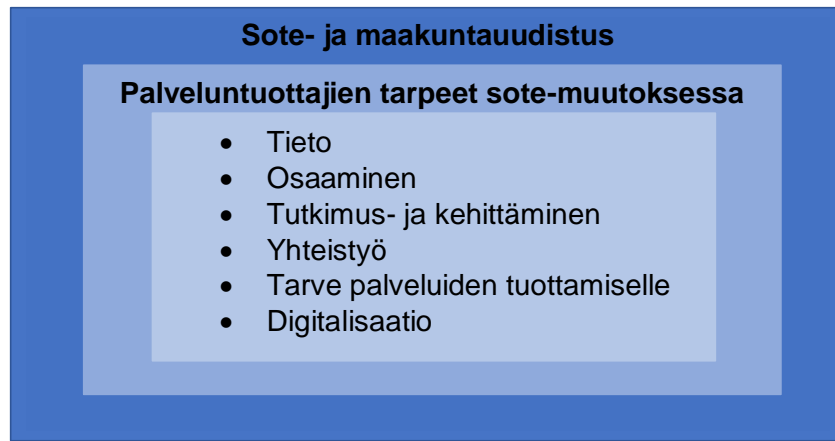 Sote- ja maakuntauudistus
Palveluntuottajien tarpeet sote-muutoksessa
• Tieto
• Osaaminen
• Tutkimus- ja kehittäminen
• Yhteistyö
• Tarve palveluiden tuottamiselle
• Digitalisaatio